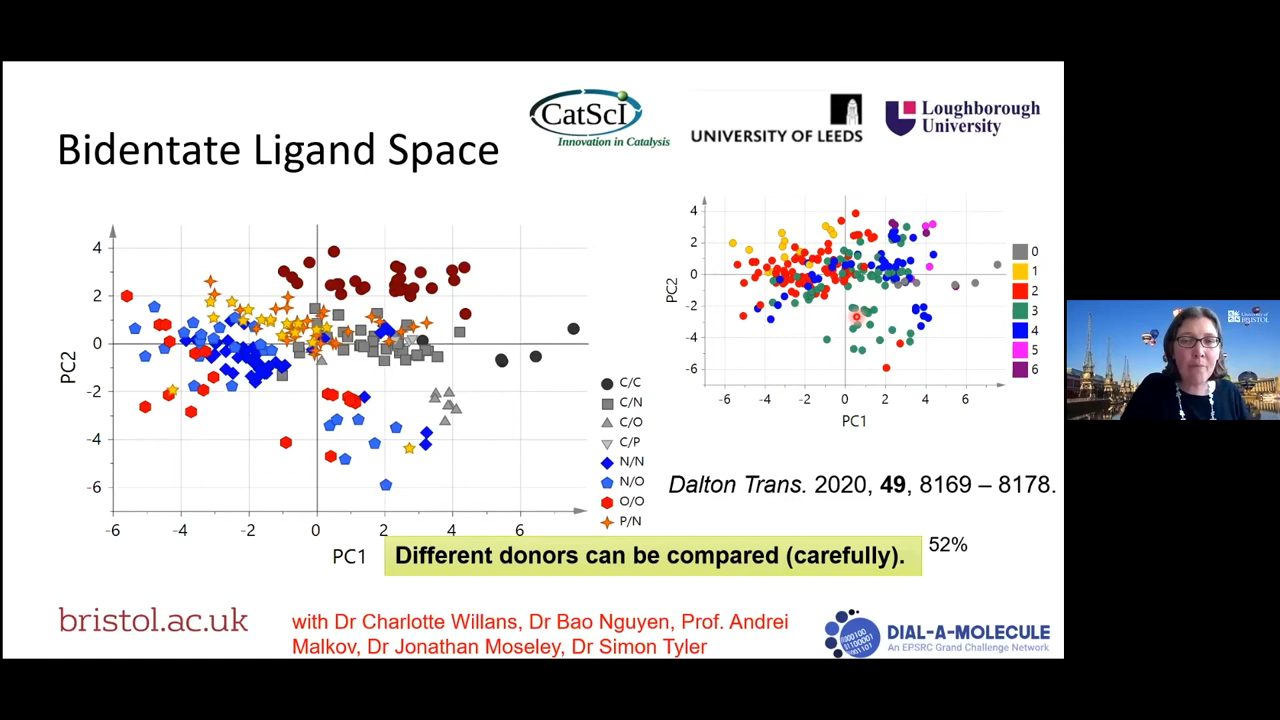 CatScI
Innovation in Catalysis
UNIVERSITY OF LEEDS
Loughborough
University
Bidentate Ligand Space
4
2
0
-2
-4
-6
PC2
-6
-4
-2
0
2
4
6
PC1
C/C
C/N
C/O
C/P
N/N
N/O
O/O
P/N
4
2
0
-2
-4
-6
PC2
-6
-4
-2
0
2
4
6
PC1
0
1
2
3
4
5
6
University of
BRISTOL
Dalton Trans. 2020, 49, 8169 – 8178.
Different donors can be compared (carefully).
52%
bristol.ac.uk
with Dr Charlotte Willans, Dr Bao Nguyen, Prof. Andrei
Malkov, Dr Jonathan Moseley, Dr Simon Tyler
DIAL-A-MOLECULE
An EPSRC Grand Challenge Network